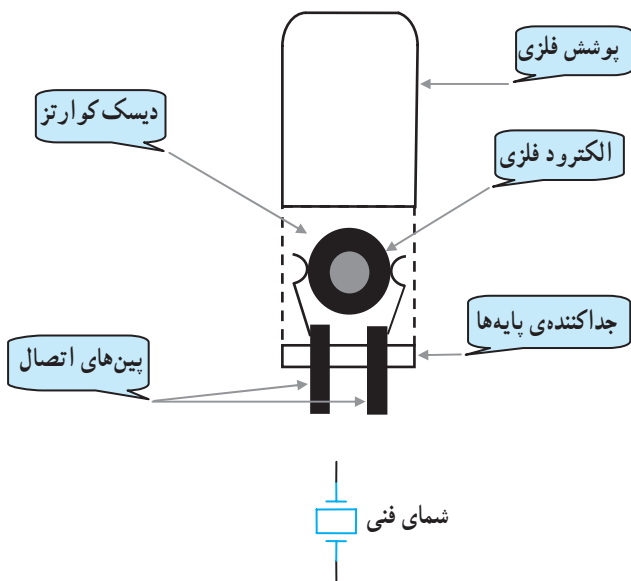 پوشش فلزی
دیسک کوارتز
الکترود فلزی
جداکننده‌ی پایه‌ها
پین‌های اتصال
شمای فنی